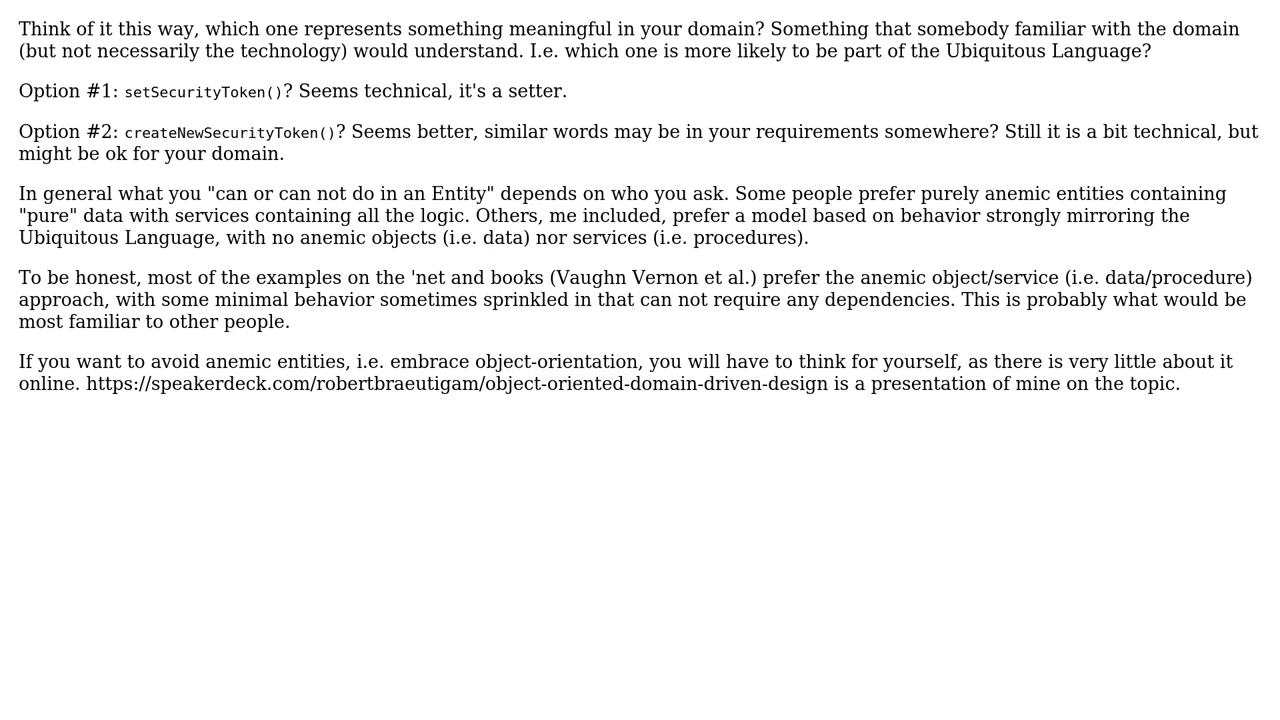 Think of it this way, which one represents something meaningful in your domain? Something that somebody familiar with the domain
(but not necessarily the technology) would understand. I.e. which one is more likely to be part of the Ubiquitous Language?
Option #1: setSecurityToken()? Seems technical, it's a setter.
Option #2: createNewSecurityToken()? Seems better, similar words may be in your requirements somewhere? Still it is a bit technical, but
might be ok for your domain.
In general what you "can or can not do in an Entity" depends on who you ask. Some people prefer purely anemic entities containing
"pure" data with services containing all the logic. Others, me included, prefer a model based on behavior strongly mirroring the
Ubiquitous Language, with no anemic objects (i.e. data) nor services (i.e. procedures).
To be honest, most of the examples on the 'net and books (Vaughn Vernon et al.) prefer the anemic object/service (i.e. data/procedure)
approach, with some minimal behavior sometimes sprinkled in that can not require any dependencies. This is probably what would be
most familiar to other people.
If you want to avoid anemic entities, i.e. embrace object-orientation, you will have to think for yourself, as there is very little about it
online. https://speakerdeck.com/robertbraeutigam/object-oriented-domain-driven-design is a presentation of mine on the topic.